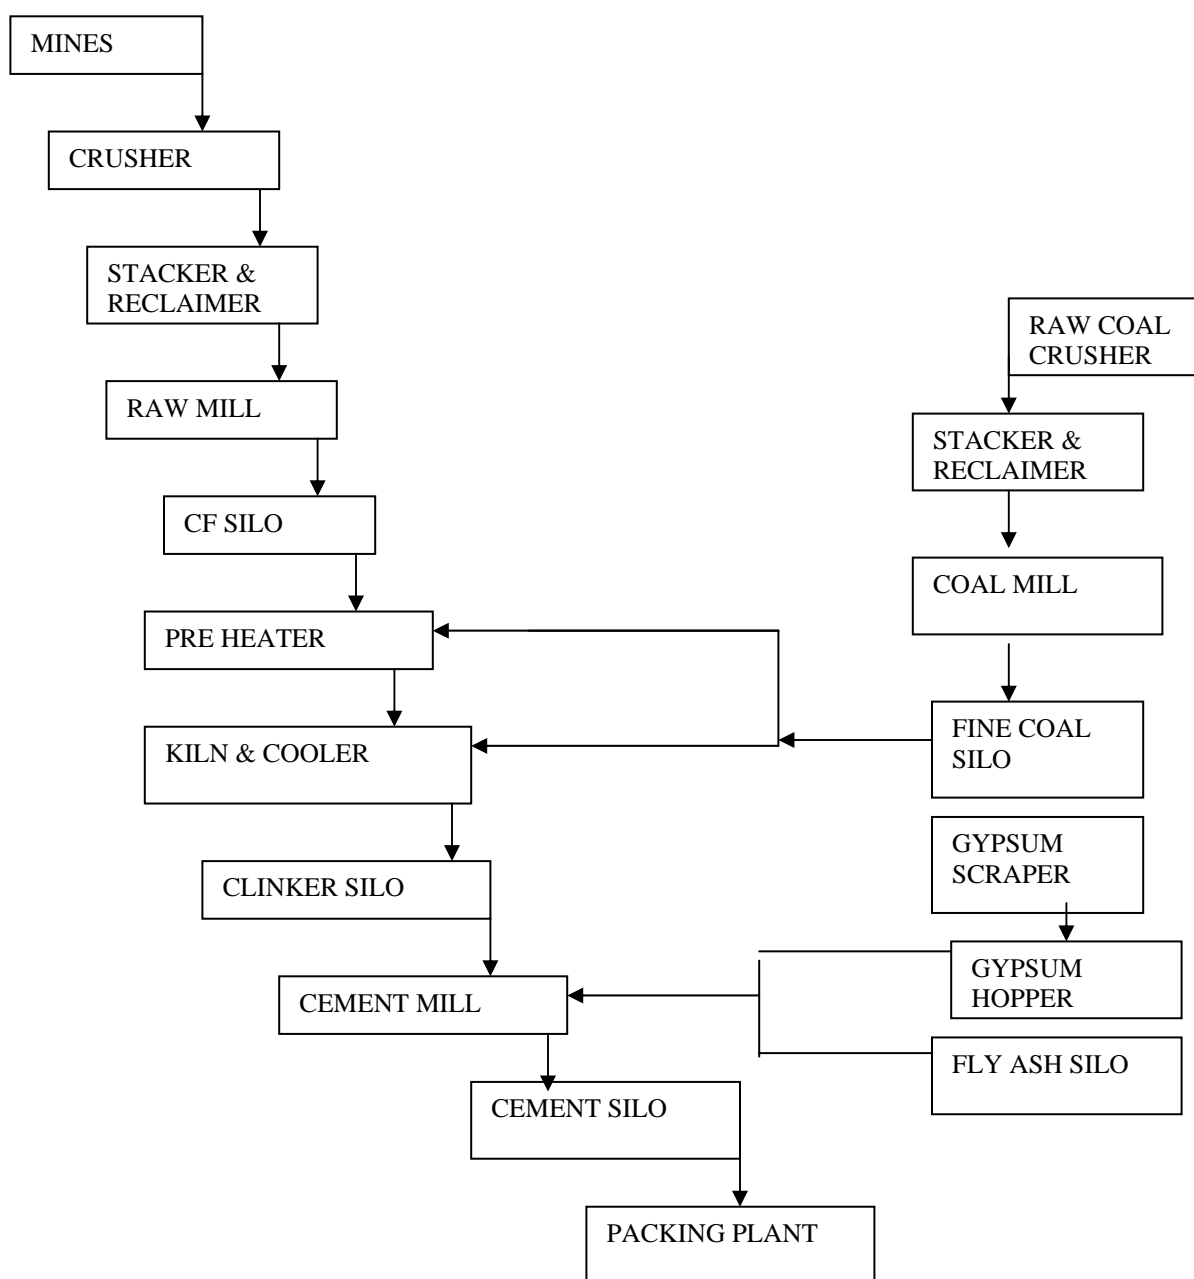 MINES
CRUSHER
STACKER &
RECLAIMER
RAW MILL
CF SILO
PRE HEATER
KILN & COOLER
CLINKER SILO
CEMENT MILL
CEMENT SILO
PACKING PLANT
RAW COAL
CRUSHER
STACKER &
RECLAIMER
COAL MILL
FINE COAL
SILO
GYPSUM
SCRAPER
GYPSUM
HOPPER
FLY ASH SILO